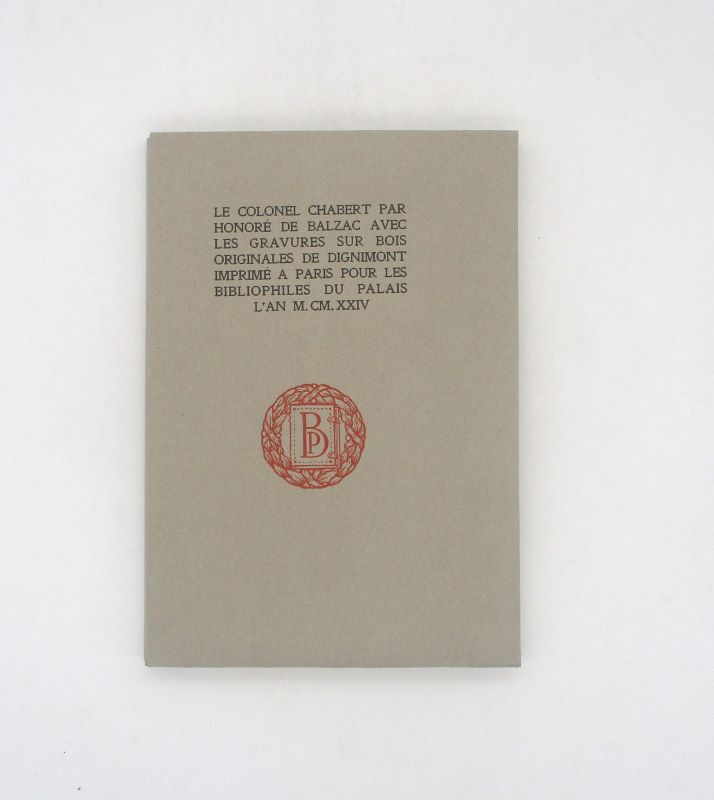 LE COLONEL CHABERT PAR
HONORÉ DE BALZAC AVEC
LES GRAVURES SUR BOIS
ORIGINALES DE DIGNIMONT
IMPRIMÉ A PARIS POUR LES
BIBLIOPHILES DU PALAIS
L'AN M.CM.XXIV
BP